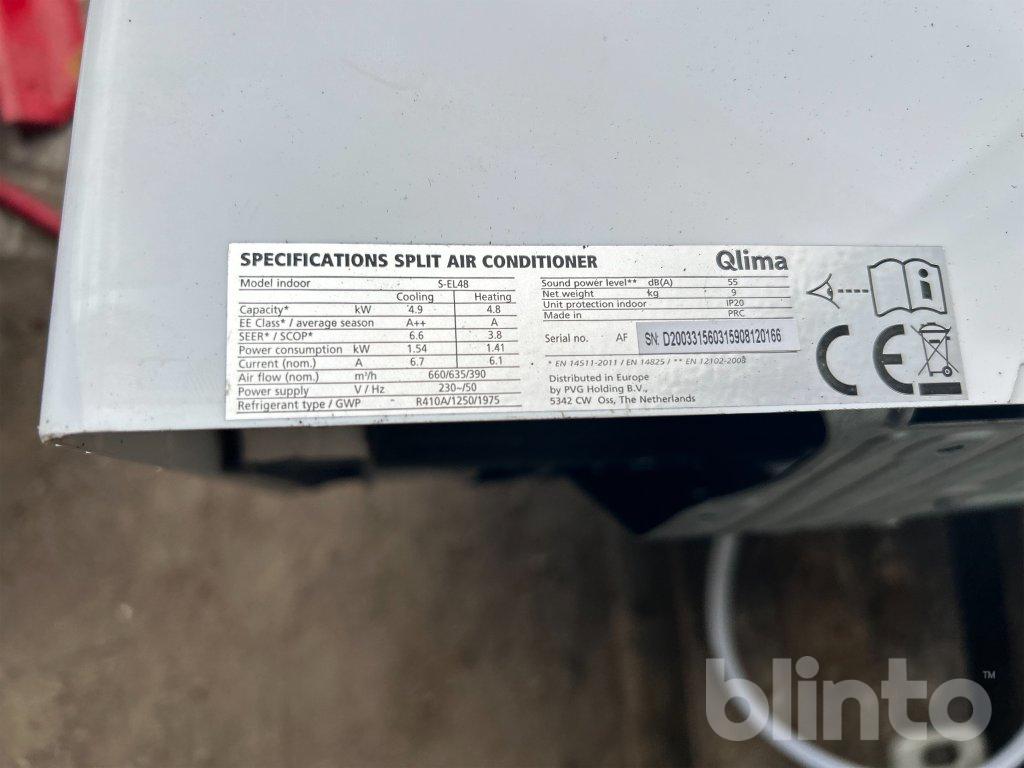 SPECIFICATIONS SPLIT AIR CONDITIONER
Model indoor S-EL48
Cooling Heating
Capacity* kW 4.9 4.8
EE Class* / average season A++ A
SEER* / SCOP* 6.6 3.8
Power consumption kW 1.54 1.41
Current (nom.) A 6.7 6.1
Air flow (nom.) m³/h 660/635/390
Power supply V / Hz 230~/50
Refrigerant type / GWP R410A/1250/1975
Qlima
Sound power level** dB(A) 55
Net weight kg 9
Unit protection indoor IP20
Made in PRC
Serial no. AF SN: D200331560315908120166
* EN 14511-2011 / EN 14825 / ** EN 12102-2008
Distributed in Europe
by PVG Holding B.V.,
5342 CW Oss, The Netherlands
CE
blinto™